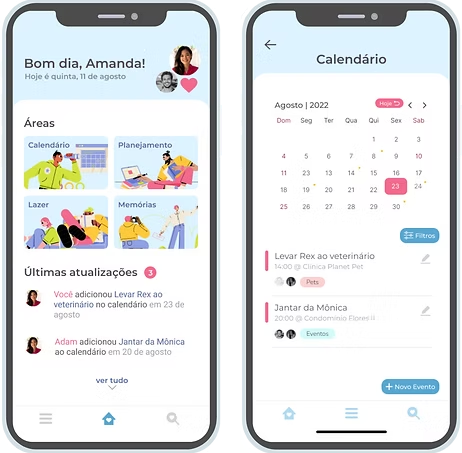 Bom dia, Amanda!
Hoje é quinta, 11 de agosto
Áreas
Calendário
Planejamento
Lazer
Memórias
Últimas atualizações 3
Você adicionou Levar Rex ao
veterinário no calendário em 23 de
agosto
Adam adicionou Jantar da Mônica
ao calendário em 20 de agosto
ver tudo
Calendário
Agosto | 2022
Hoje
Dom Seg Ter Qua Qui Sex Sab
1 2 3
4 5 6 7 8 9 10
11 23 13 14 15 16 17
18 19 20 21 22 23 24
25 26 27 28 29 30
Filtros
Levar Rex ao veterinário
14:00 @ Clínica Planet Pet
Pets
Jantar da Mônica
20:00 @ Condomínio Flores
Eventos
+ Novo Evento